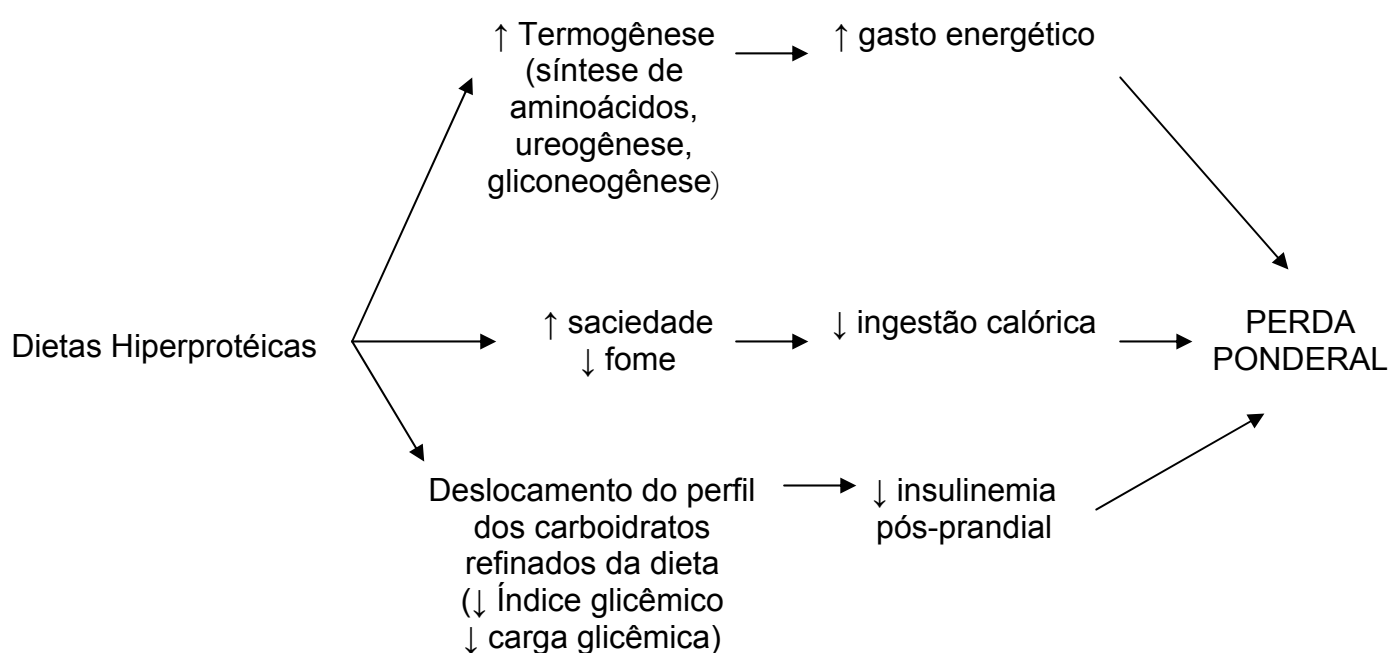 ↑ Termogênese
(síntese de
aminoácidos,
ureogênese,
gliconeogênese)
↑ gasto energético
Dietas Hiperprotéicas
↑ saciedade
↓ fome
↓ ingestão calórica
PERDA
PONDERAL
Deslocamento do perfil
dos carboidratos
refinados da dieta
(↓ Índice glicêmico
↓ carga glicêmica)
↓ insulinemia
pós-prandial